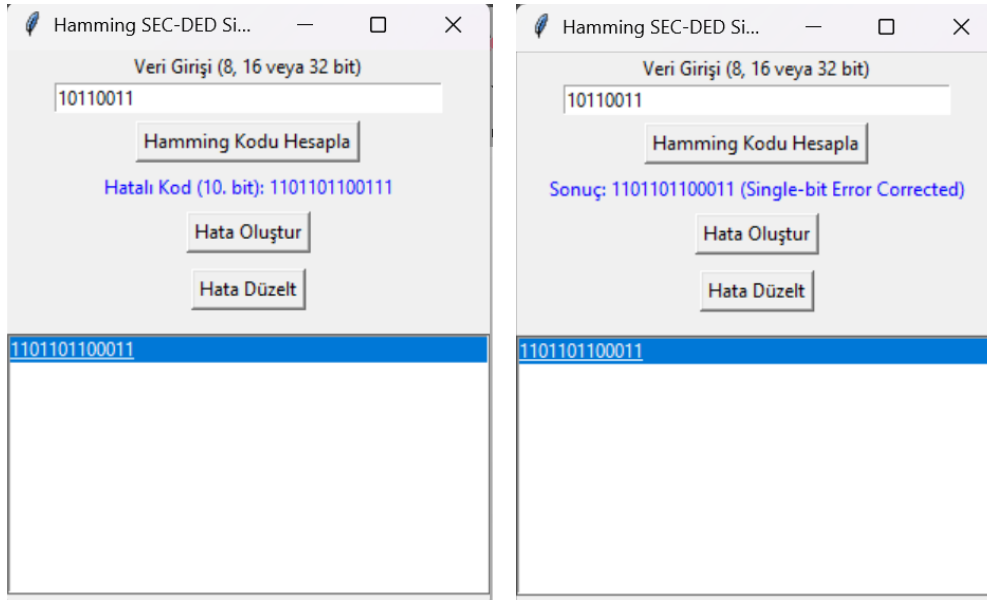 Hamming SEC-DED Si...
Veri Girişi (8, 16 veya 32 bit)
10110011
Hamming Kodu Hesapla
Hatalı Kod (10. bit): 1101101100111
Hata Oluştur
Hata Düzelt
1101101100011
Hamming SEC-DED Si...
Veri Girişi (8, 16 veya 32 bit)
10110011
Hamming Kodu Hesapla
Sonuç: 1101101100011 (Single-bit Error Corrected)
Hata Oluştur
Hata Düzelt
1101101100011